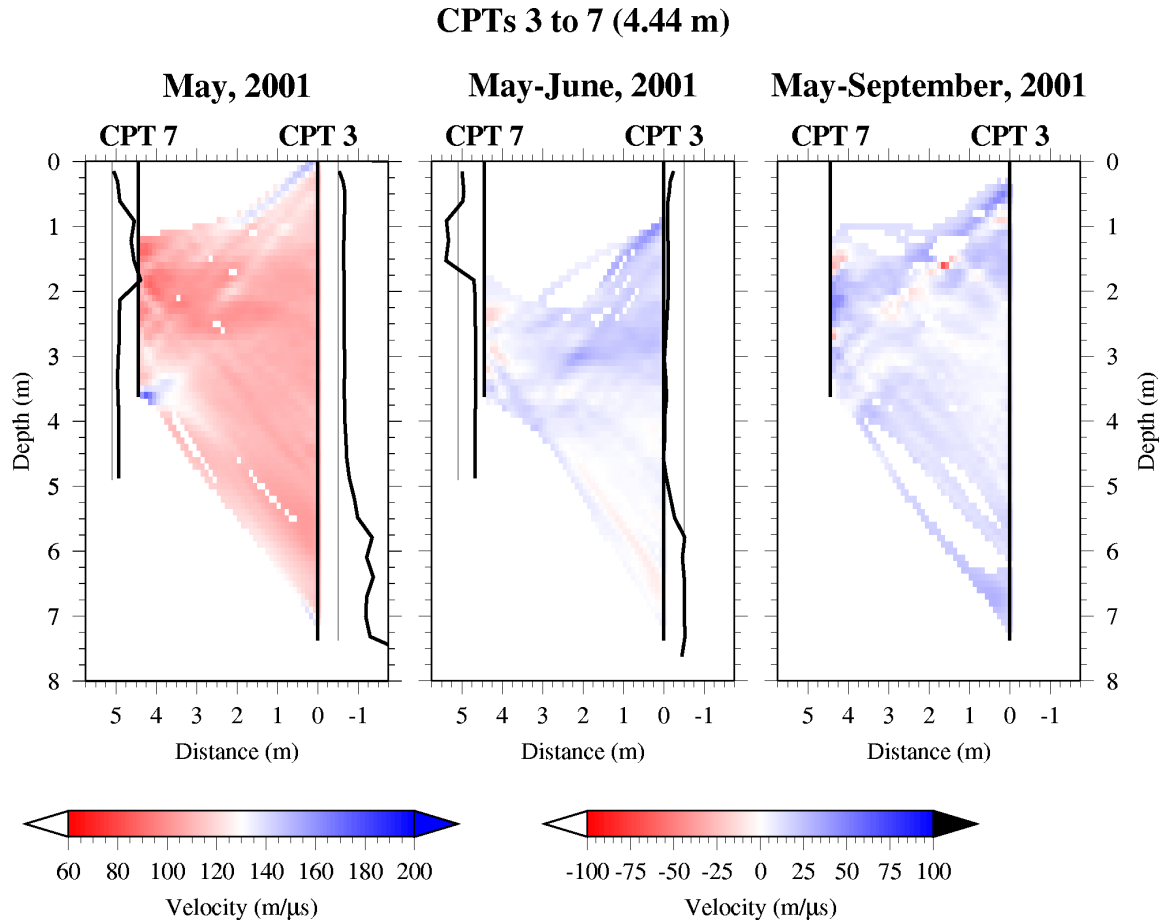 CPTs 3 to 7 (4.44 m)
May, 2001
May-June, 2001
May-September, 2001
CPT 7
CPT 3
CPT 7
CPT 3
CPT 7
CPT 3
0
1
2
3
4
5
6
7
8
Depth (m)
0
1
2
3
4
5
6
7
8
Depth (m)
5 4 3 2 1 0 -1
5 4 3 2 1 0 -1
5 4 3 2 1 0 -1
Distance (m)
Distance (m)
Distance (m)
60 80 100 120 140 160 180 200
Velocity (m/μs)
-100 -75 -50 -25 0 25 50 75 100
Velocity (m/μs)